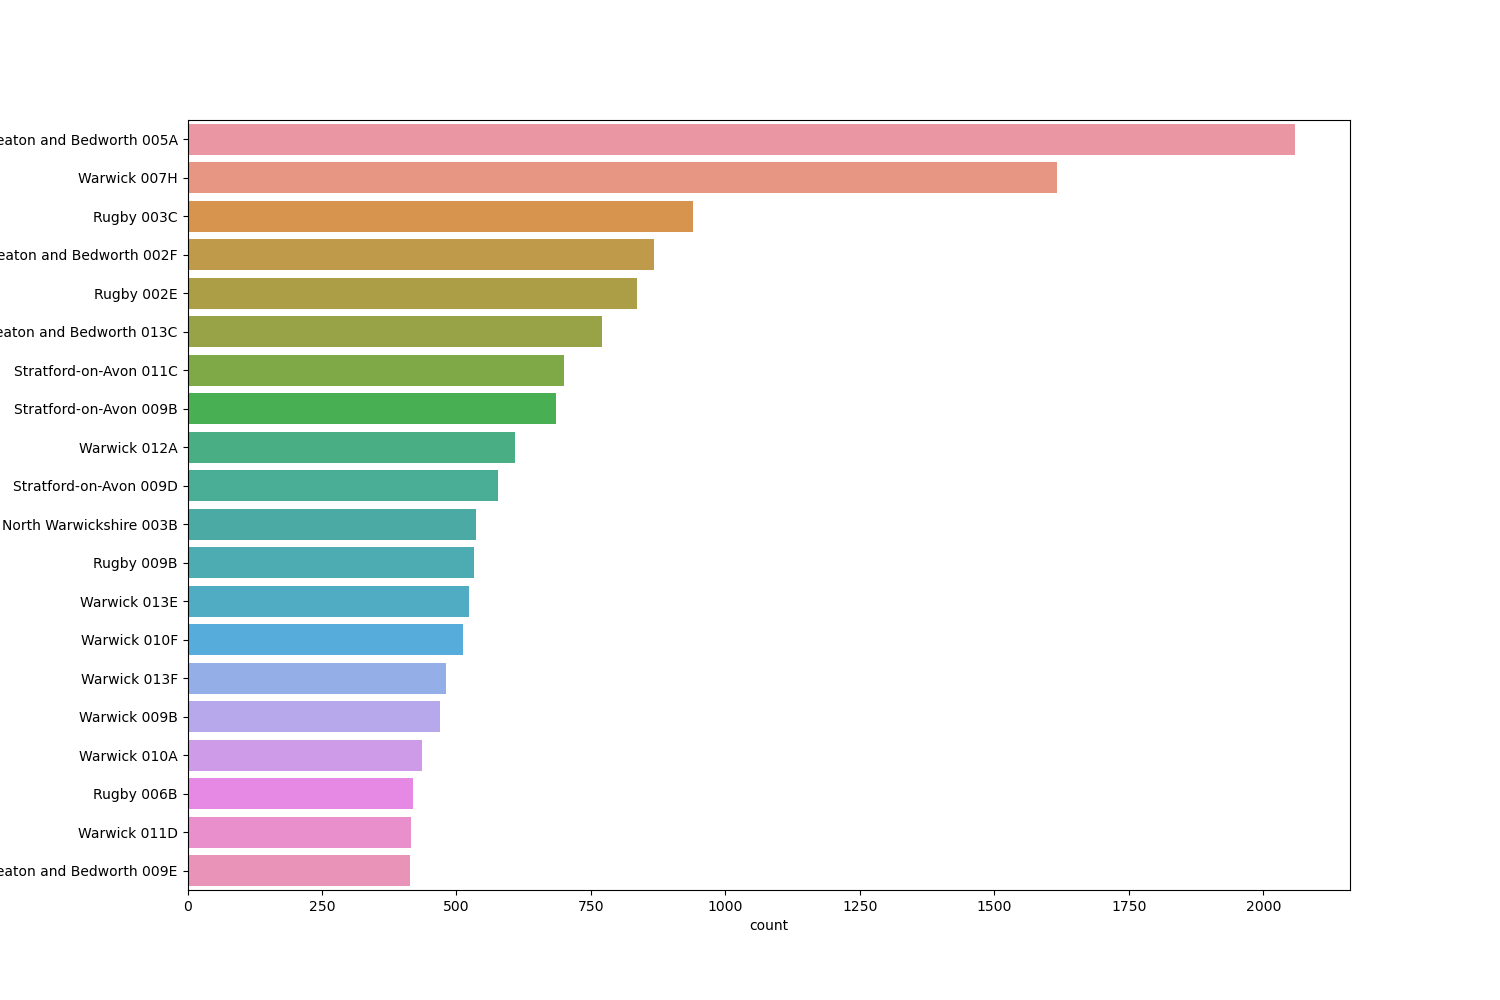 eaton and Bedworth 005A
Warwick 007H
Rugby 003C
eaton and Bedworth 002F
Rugby 002E
eaton and Bedworth 013C
Stratford-on-Avon 011C
Stratford-on-Avon 009B
Warwick 012A
Stratford-on-Avon 009D
North Warwickshire 003B
Rugby 009B
Warwick 013E
Warwick 010F
Warwick 013F
Warwick 009B
Warwick 010A
Rugby 006B
Warwick 011D
eaton and Bedworth 009E
0 250 500 750 1000 1250 1500 1750 2000
count